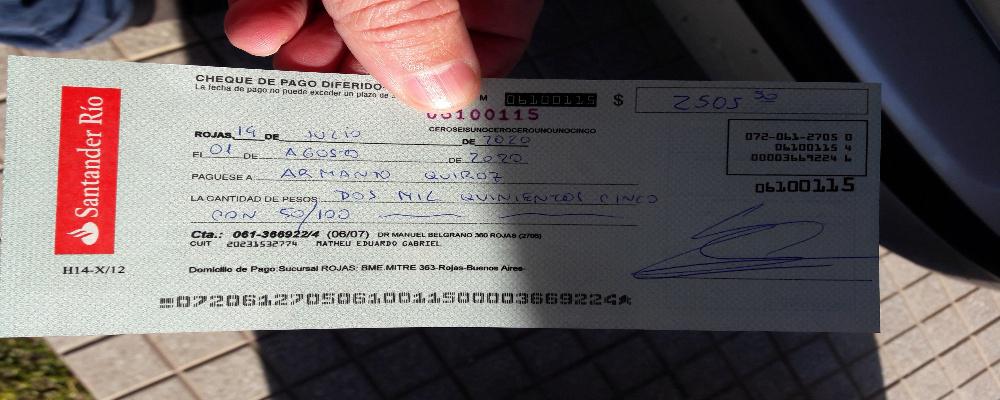 CHEQUE DE PAGO DIFERIDO
La fecha de pago no puede exceder un plazo de
M 06100115 $ 2505 50
06100115
CEROSEISUNOCEROCEROUNOUNOCINCO
ROJAS, 19 DE JULIO DE 2020
El 01 DE AGOSTO DE 2020
PAGUESE A ARMANDO QUIROZ
LA CANTIDAD DE PESOS DOS MIL QUINIENTOS CINCO
CON 50/100
Cta.: 061-366922/4 (06/07) DR MANUEL BELGRANO 360 ROJAS (2705)
CUIT 20231532774 MATHEU EDUARDO GABRIEL
Domicilio de Pago:Sucursal ROJAS: BME.MITRE 363-Rojas-Buenos Aires-
07206127050610011500003669224
072-061-2705 0
06100115 4
00003669224 6
06100115
Santander Río
H14-X/12